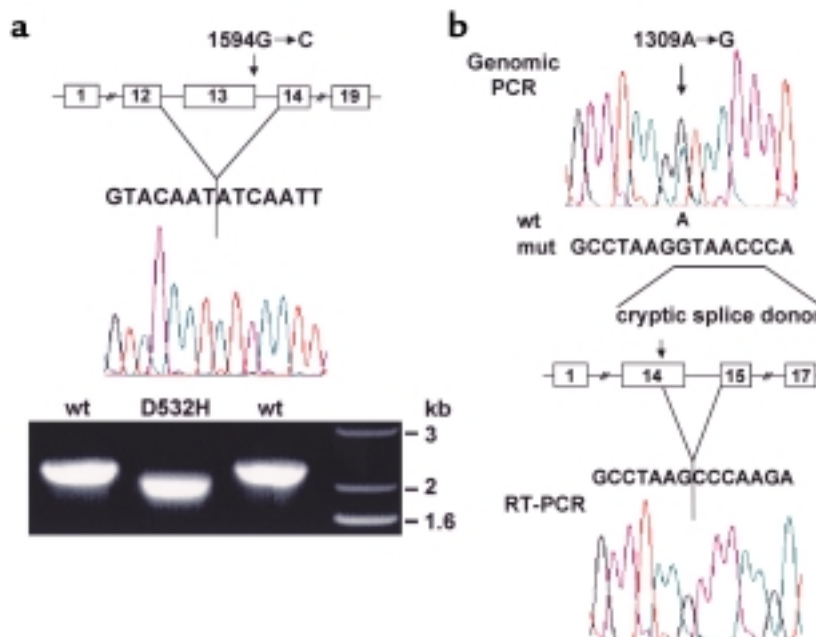 a
1594G→C
1 12 13 14 19
GTACAATATCAATT
wt D532H wt kb
3
2
1.6
b
1309A→G
Genomic
PCR
wt A
mut GCCTAAGGTAACCCA
cryptic splice donor
1 14 15 17
GCCTAAGCCCAAGA
RT-PCR